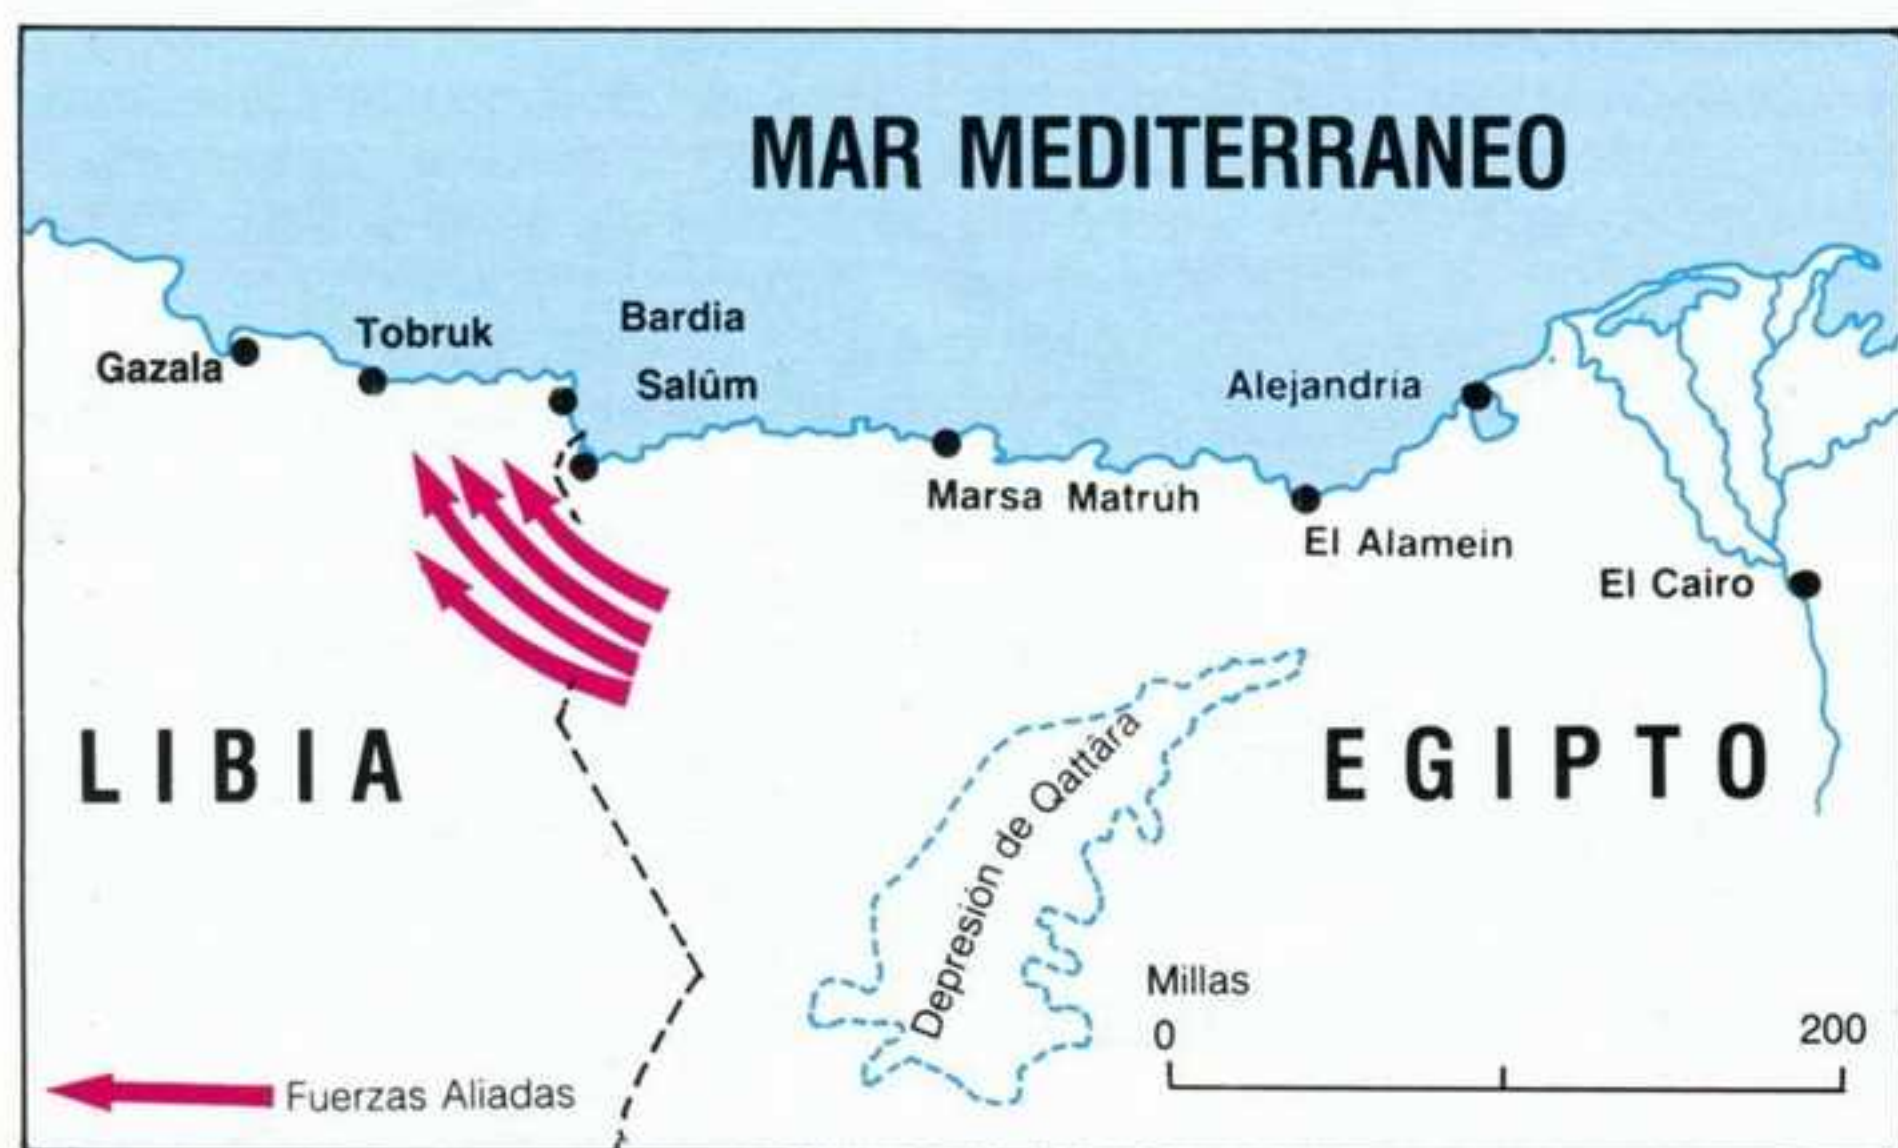 MAR MEDITERRANEO
Bardia
Tobruk
Gazala
Salûm
Alejandría
Marsa Matrûh
El Alamein
El Cairo
LIBIA
EGIPTO
Depresión de Qattâra
Millas
0
200
Fuerzas Aliadas